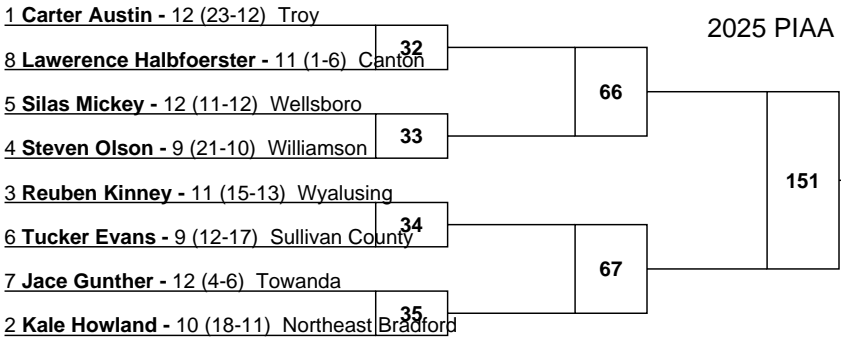 1 Carter Austin - 12 (23-12) Troy
2025 PIAA
32
8 Lawerence Halbfoerster - 11 (1-6) Canton
66
5 Silas Mickey - 12 (11-12) Wellsboro
33
4 Steven Olson - 9 (21-10) Williamson
151
3 Reuben Kinney - 11 (15-13) Wyalusing
34
6 Tucker Evans - 9 (12-17) Sullivan County
67
7 Jace Gunther - 12 (4-6) Towanda
35
2 Kale Howland - 10 (18-11) Northeast Bradford